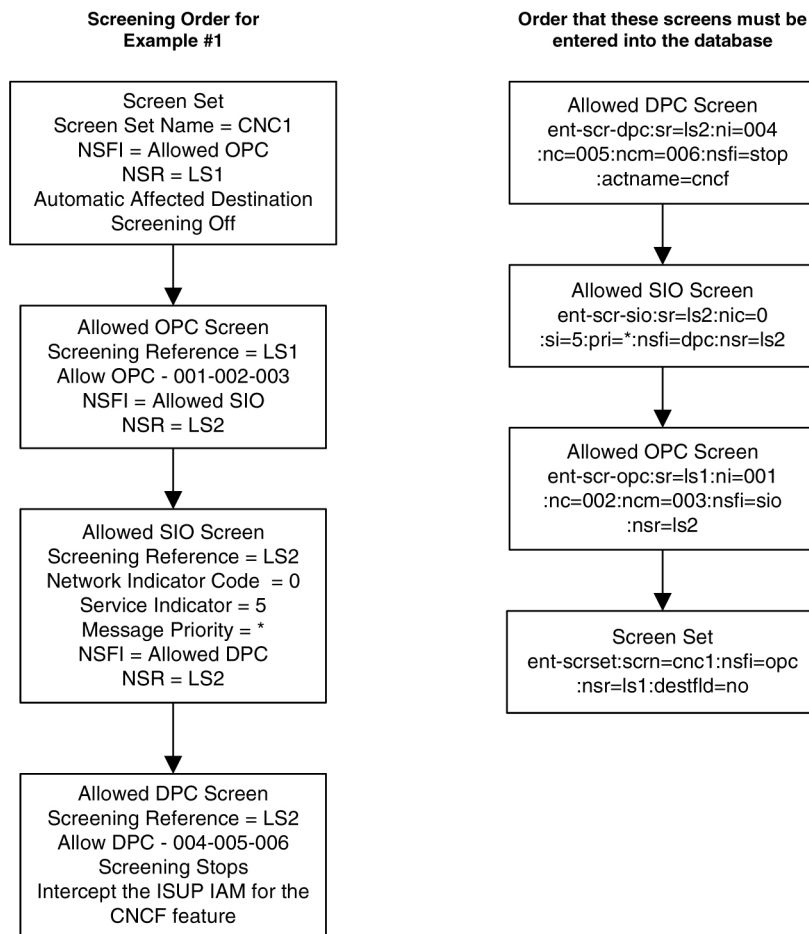 Screening Order for
Example #1
Screen Set
Screen Set Name = CNC1
NSFI = Allowed OPC
NSR = LS1
Automatic Affected Destination
Screening Off
Allowed OPC Screen
Screening Reference = LS1
Allow OPC - 001-002-003
NSFI = Allowed SIO
NSR = LS2
Allowed SIO Screen
Screening Reference = LS2
Network Indicator Code  = 0
Service Indicator = 5
Message Priority = *
NSFI = Allowed DPC
NSR = LS2
Allowed DPC Screen
Screening Reference = LS2
Allow DPC - 004-005-006
Screening Stops
Intercept the ISUP IAM for the
CNCF feature
Order that these screens must be
entered into the database
Allowed DPC Screen
ent-scr-dpc:sr=ls2:ni=004
:nc=005:ncm=006:nsfi=stop
:actname=cncf
Allowed SIO Screen
ent-scr-sio:sr=ls2:nic=0
:si=5:pri=*:nsfi=dpc:nsr=ls2
Allowed OPC Screen
ent-scr-opc:sr=ls1:ni=001
:nc=002:ncm=003:nsfi=sio
:nsr=ls2
Screen Set
ent-scrset:scrn=cnc1:nsfi=opc
:nsr=ls1:destfld=no